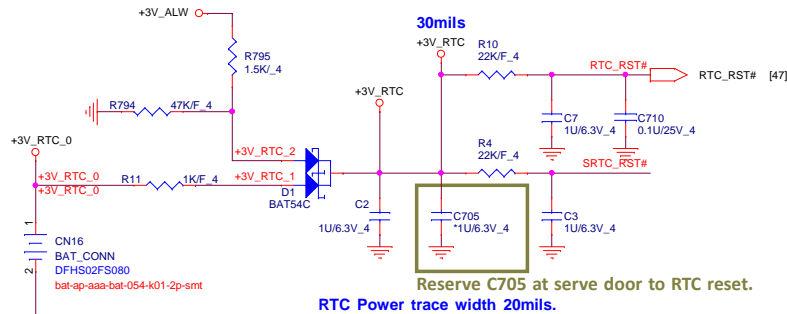 30mils
+3V_ALW
+3V_RTC
R10
22K/F_4
RTC_RST#
RTC_RST# [47]
R795
1.5K/_4
+3V_RTC
R794
47K/F_4
C7
1U/6.3V_4
C710
0.1U/25V_4
+3V_RTC_0
+3V_RTC_2
R4
22K/F_4
SRTC_RST#
+3V_RTC_0
+3V_RTC_0
R11
1K/F_4
+3V_RTC_1
D1
BAT54C
C2
1U/6.3V_4
C705
*1U/6.3V_4
C3
1U/6.3V_4
1
CN16
BAT_CONN
DFHS02FS080
2
bat-ap-aaa-bat-054-k01-2p-smt
Reserve C705 at serve door to RTC reset.
RTC Power trace width 20mils.